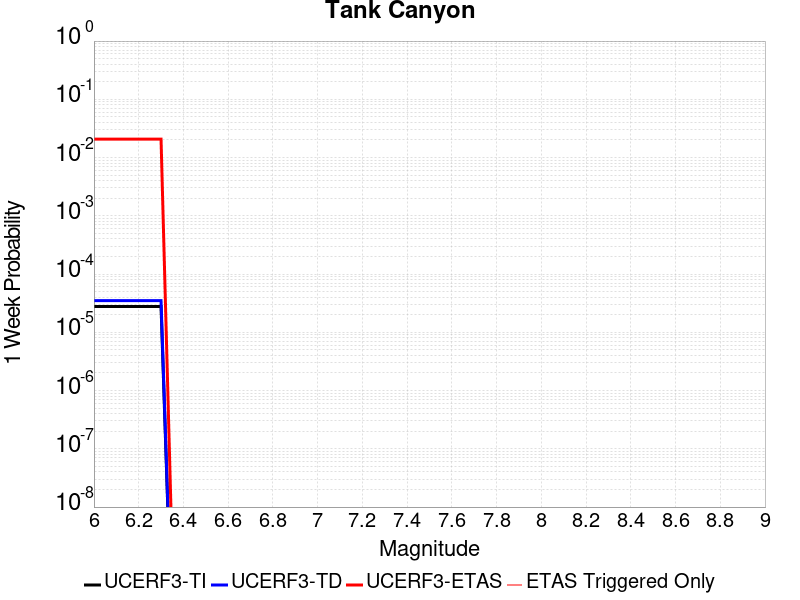 Tank Canyon
10 0
10 -1
10 -2
10 -3
10 -4
10 -5
10 -6
10 -7
10 -8
1 Week Probability
6 6.2 6.4 6.6 6.8 7 7.2 7.4 7.6 7.8 8 8.2 8.4 8.6 8.8 9
Magnitude
UCERF3-TI UCERF3-TD UCERF3-ETAS ETAS Triggered Only